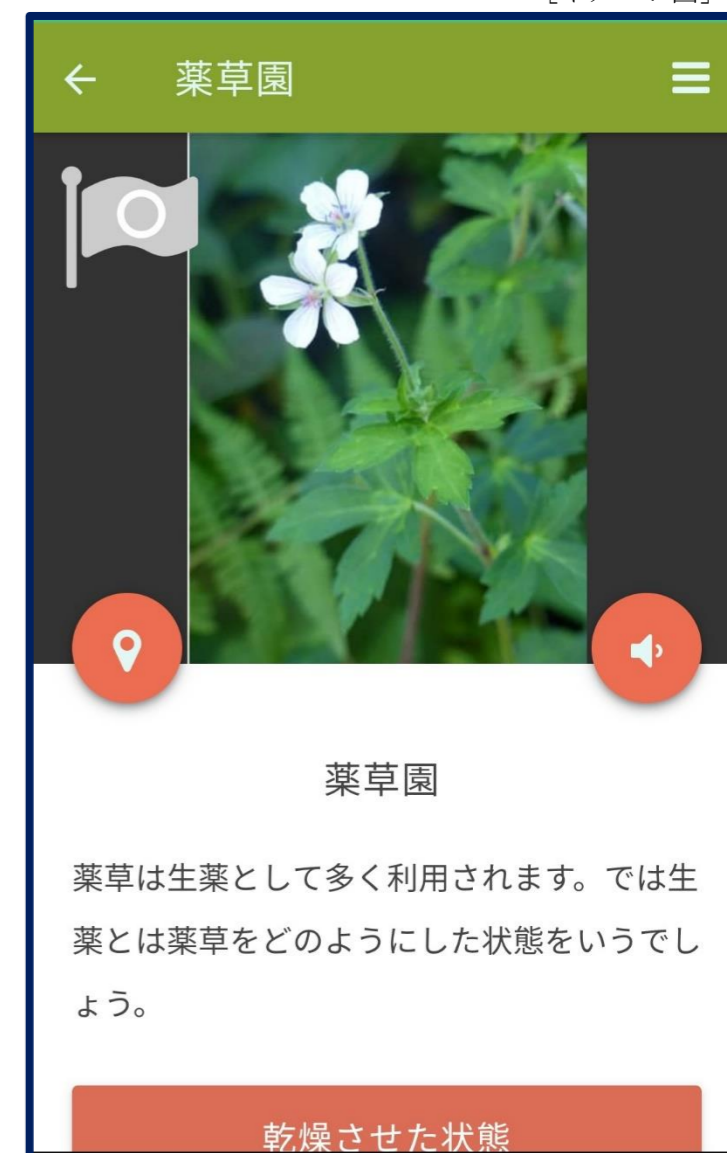 薬草園
薬草園
薬草は生薬として多く利用されます。では生
薬とは薬草をどのようにした状態をいうでし
ょう。
乾燥させた状態